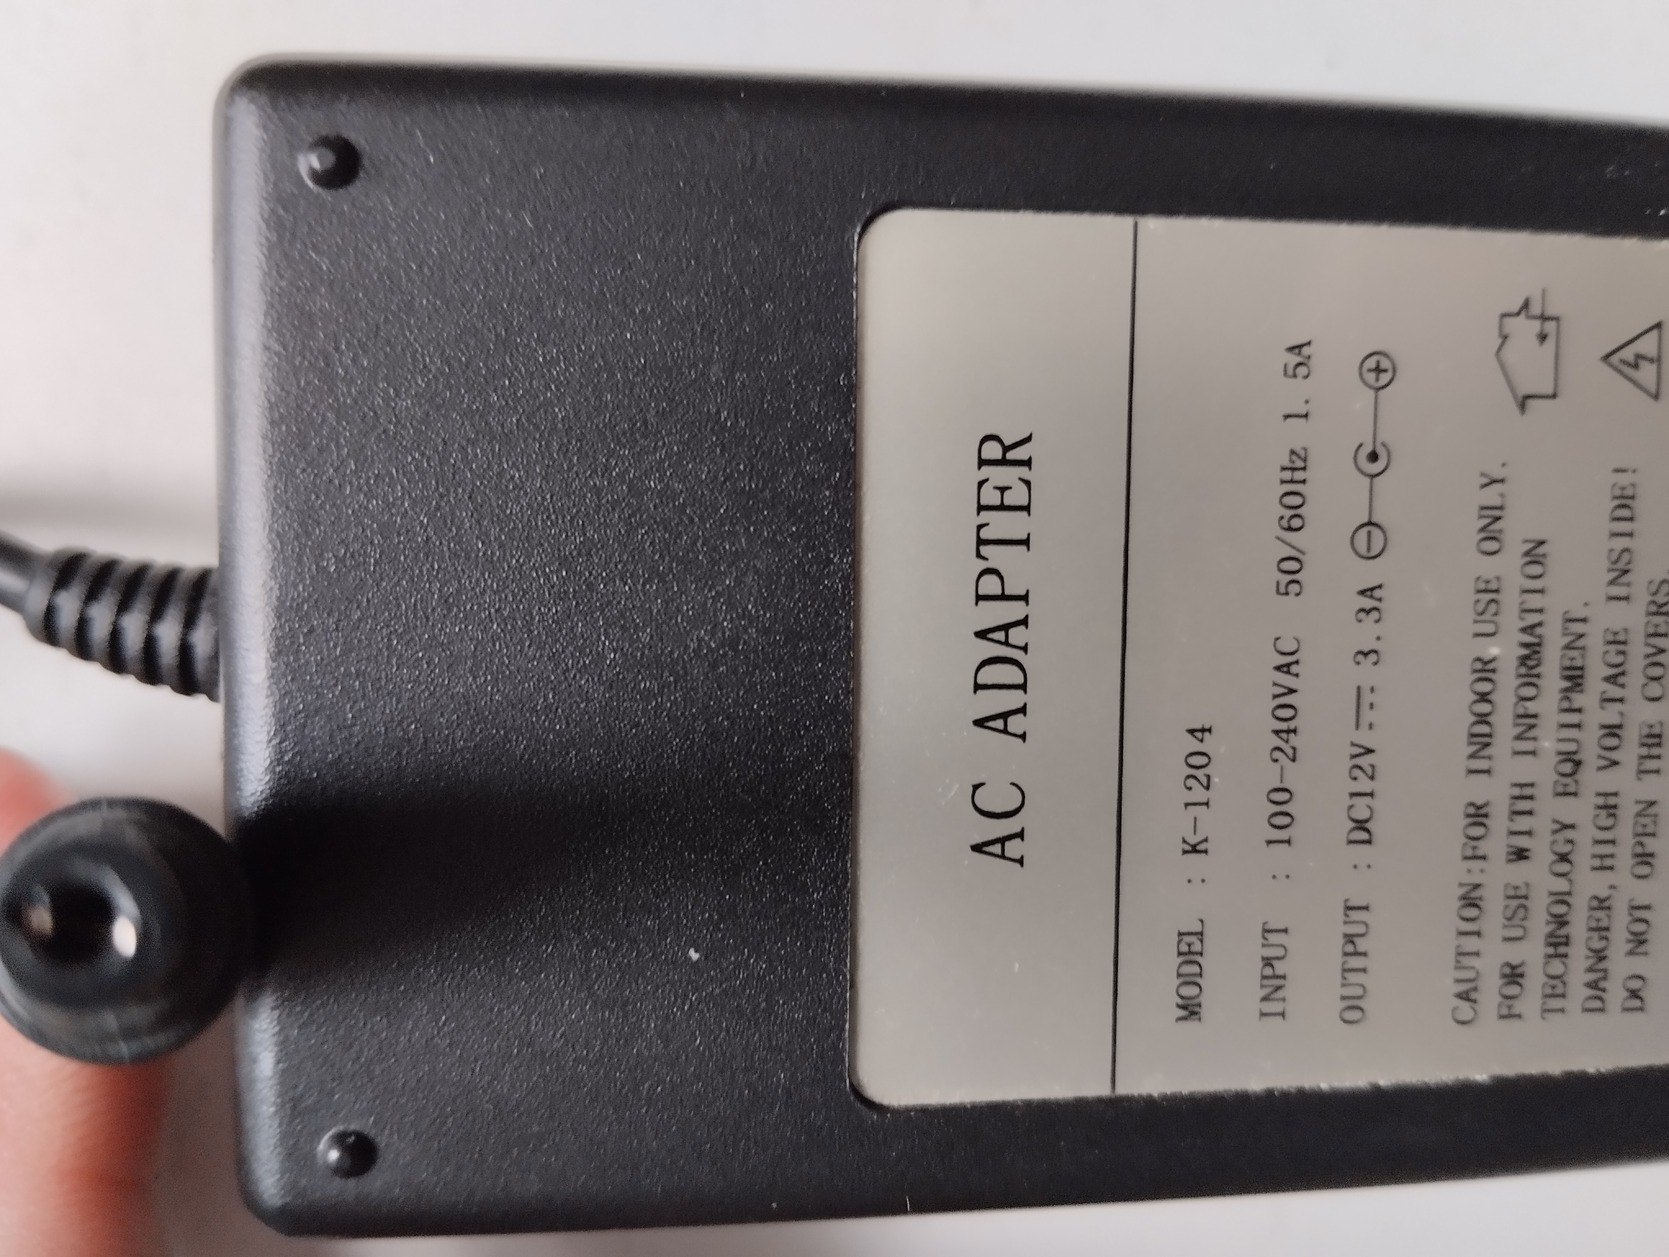 AC ADAPTER
MODEL : K-1204
INPUT : 100-240VAC 50/60Hz 1.5A
OUTPUT : DC12V⎓3.3A
CAUTION:FOR INDOOR USE ONLY.
FOR USE WITH INFORMATION
TECHNOLOGY EQUIPMENT.
DANGER, HIGH VOLTAGE INSIDE!
DO NOT OPEN THE COVERS.